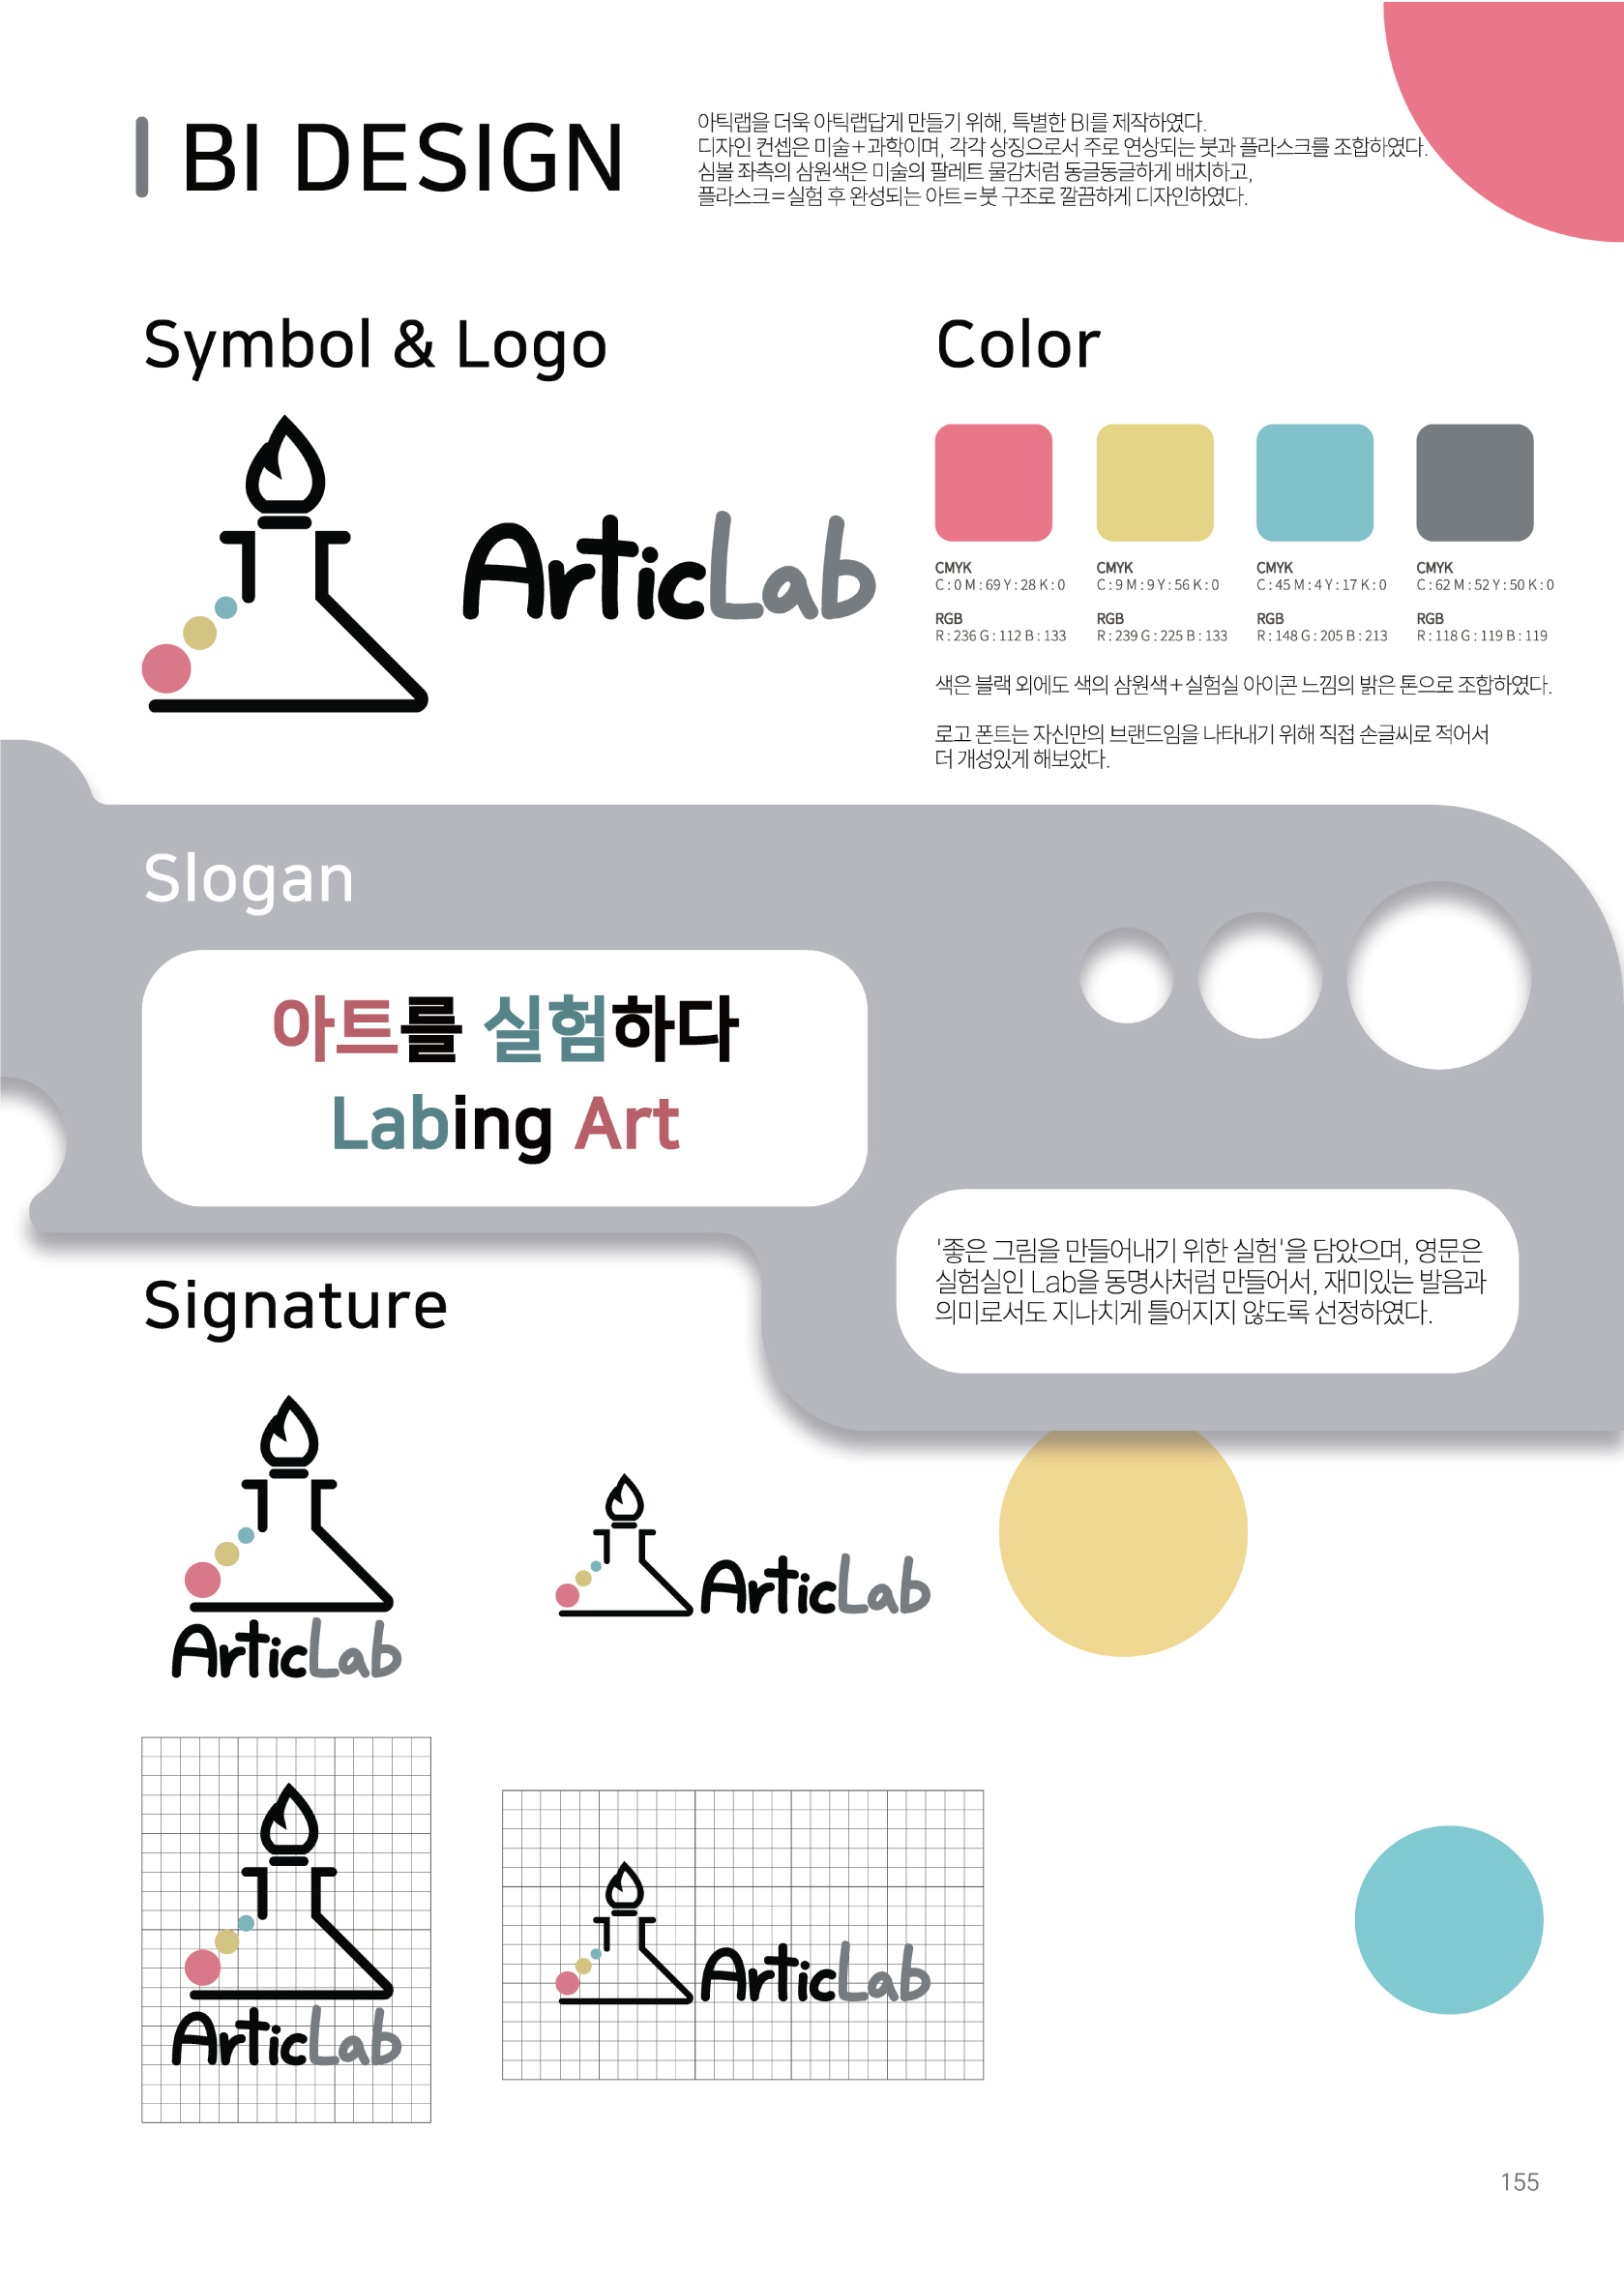 BI DESIGN
아틱랩을 더욱 아틱랩답게 만들기 위해, 특별한 BI를 제작하였다.
디자인 컨셉은 미술+과학이며, 각각 상징으로서 주로 연상되는 붓과 플라스크를 조합하였다.
심볼 좌측의 삼원색은 미술의 팔레트 물감처럼 동글동글하게 배치하고,
플라스크=실험 후 완성되는 아트=붓 구조로 깔끔하게 디자인하였다.
Symbol & Logo
ArticLab
Color
CMYK
C : 0 M : 69 Y : 28 K : 0
RGB
R : 236 G : 112 B : 133
CMYK
C : 9 M : 9 Y : 56 K : 0
RGB
R : 239 G : 225 B : 133
CMYK
C : 45 M : 4 Y : 17 K : 0
RGB
R : 148 G : 205 B : 213
CMYK
C : 62 M : 52 Y : 50 K : 0
RGB
R : 118 G : 119 B : 119
색은 블랙 외에도 색의 삼원색+실험실 아이콘 느낌의 밝은 톤으로 조합하였다.
로고 폰트는 자신만의 브랜드임을 나타내기 위해 직접 손글씨로 적어서
더 개성있게 해보았다.
Slogan
아트를 실험하다
Labing Art
'좋은 그림을 만들어내기 위한 실험'을 담았으며, 영문은
실험실인 Lab을 동명사처럼 만들어서, 재미있는 발음과
의미로서도 지나치게 틀어지지 않도록 선정하였다.
Signature
ArticLab
ArticLab
ArticLab
ArticLab
155